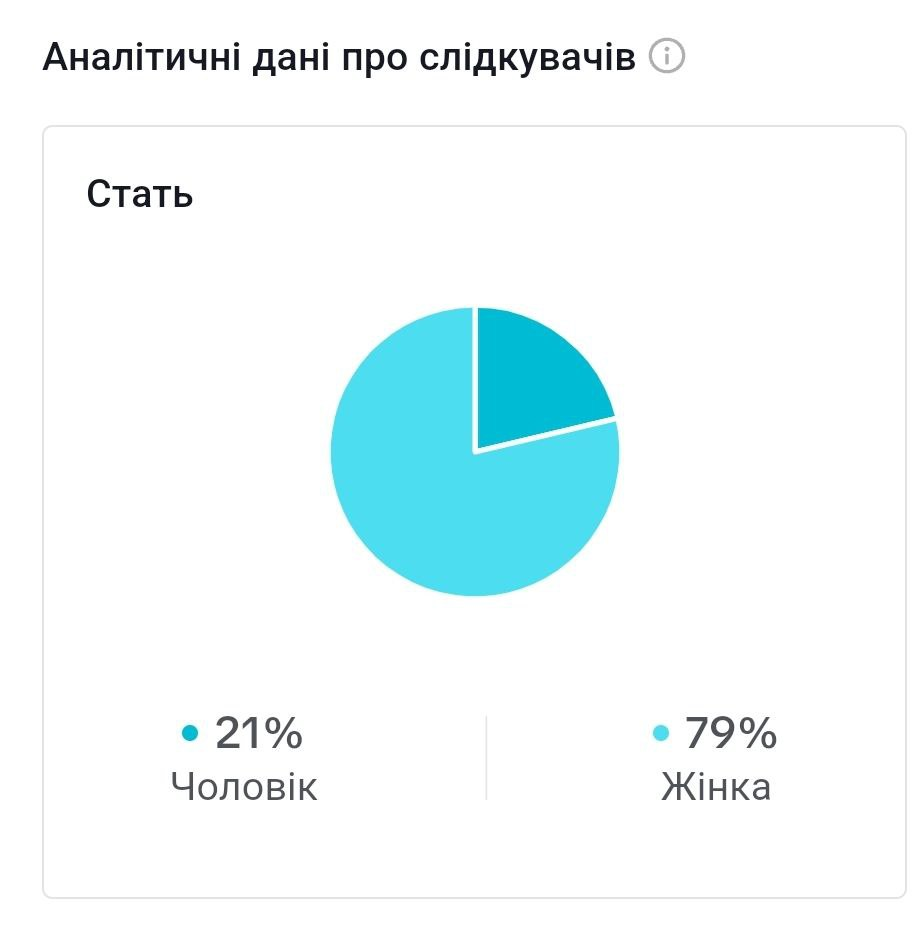 Аналітичні дані про слідкувачів
Стать
21%
Чоловік
79%
Жінка